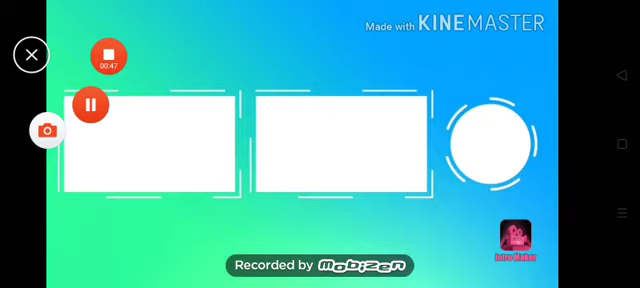 Made with KINEMASTER
00:47
Intro Maker
Recorded by mobizen